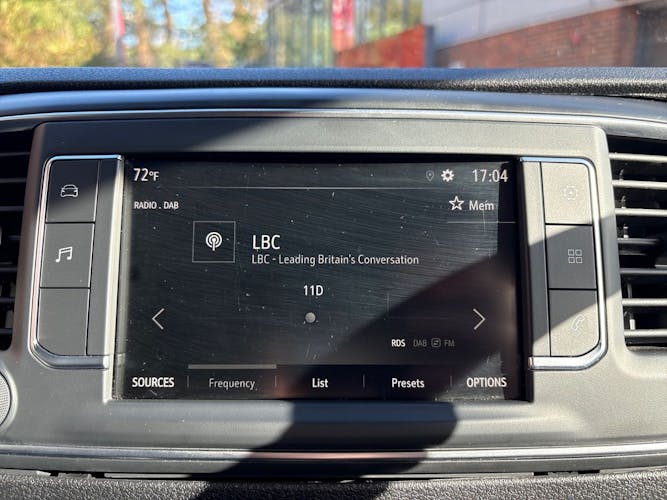 72°F
17:04
RADIO . DAB
Mem
LBC
LBC - Leading Britain's Conversation
11D
RDS DAB FM
SOURCES Frequency List Presets OPTIONS